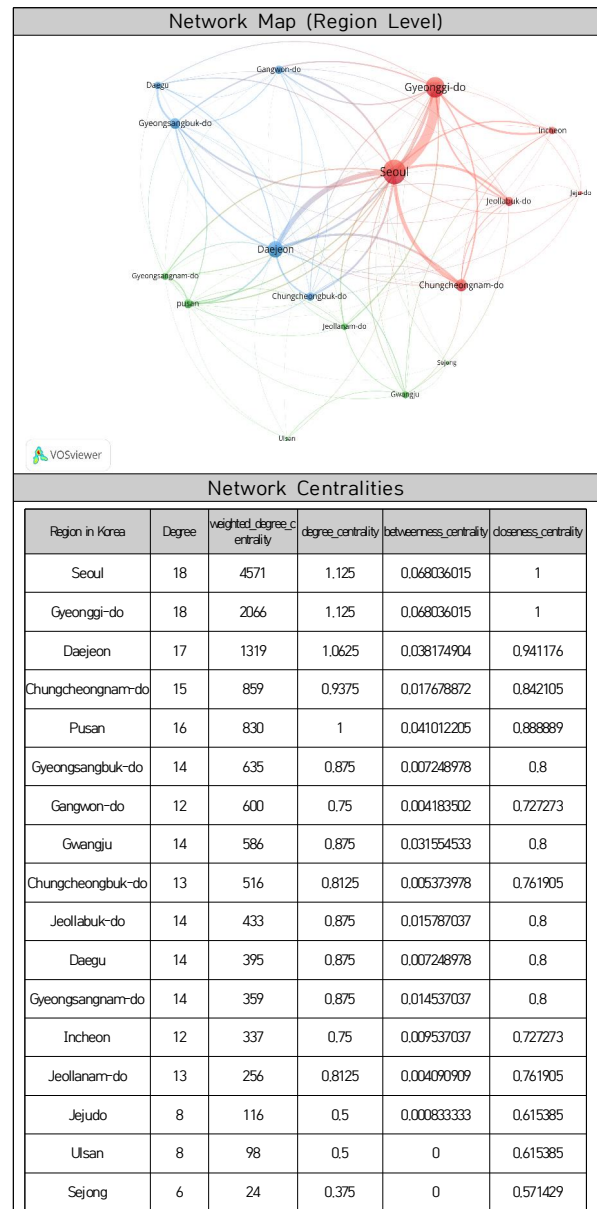 Network Map (Region Level)
Gangwon-do
Daegu
Gyeonggi-do
Gyeongsangbuk-do
Incheon
Seoul
Jeju-do
Jeollabuk-do
Daejeon
Gyeongsangnam-do
Chungcheongnam-do
Chungcheongbuk-do
pusan
Jeollanam-do
Sejong
Gwangju
Ulsan
VOSviewer
Network Centralities
Region in Korea Degree weighted_degree_c entrality degree_centrality betweenness_centrality closeness_centrality
Seoul 18 4571 1.125 0.068036015 1
Gyeonggi-do 18 2066 1.125 0.068036015 1
Daejeon 17 1319 1.0625 0.038174904 0.941176
Chungcheongnam-do 15 859 0.9375 0.017678872 0.842105
Pusan 16 830 1 0.041012205 0.888889
Gyeongsangbuk-do 14 635 0.875 0.007248978 0.8
Gangwon-do 12 600 0.75 0.004183502 0.727273
Gwangju 14 586 0.875 0.031554533 0.8
Chungcheongbuk-do 13 516 0.8125 0.005373978 0.761905
Jeollabuk-do 14 433 0.875 0.015787037 0.8
Daegu 14 395 0.875 0.007248978 0.8
Gyeongsangnam-do 14 359 0.875 0.014537037 0.8
Incheon 12 337 0.75 0.009537037 0.727273
Jeollanam-do 13 256 0.8125 0.004090909 0.761905
Jejudo 8 116 0.5 0.000833333 0.615385
Ulsan 8 98 0.5 0 0.615385
Sejong 6 24 0.375 0 0.571429